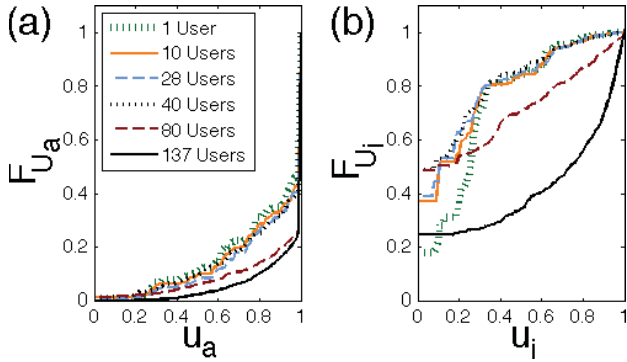 (a)
1 User
10 Users
28 Users
40 Users
80 Users
137 Users
F_{U_a}
1
0.8
0.6
0.4
0.2
0
0 0.2 0.4 0.6 0.8 1
u_a
(b)
F_{U_i}
1
0.8
0.6
0.4
0.2
0
0 0.2 0.4 0.6 0.8 1
u_i